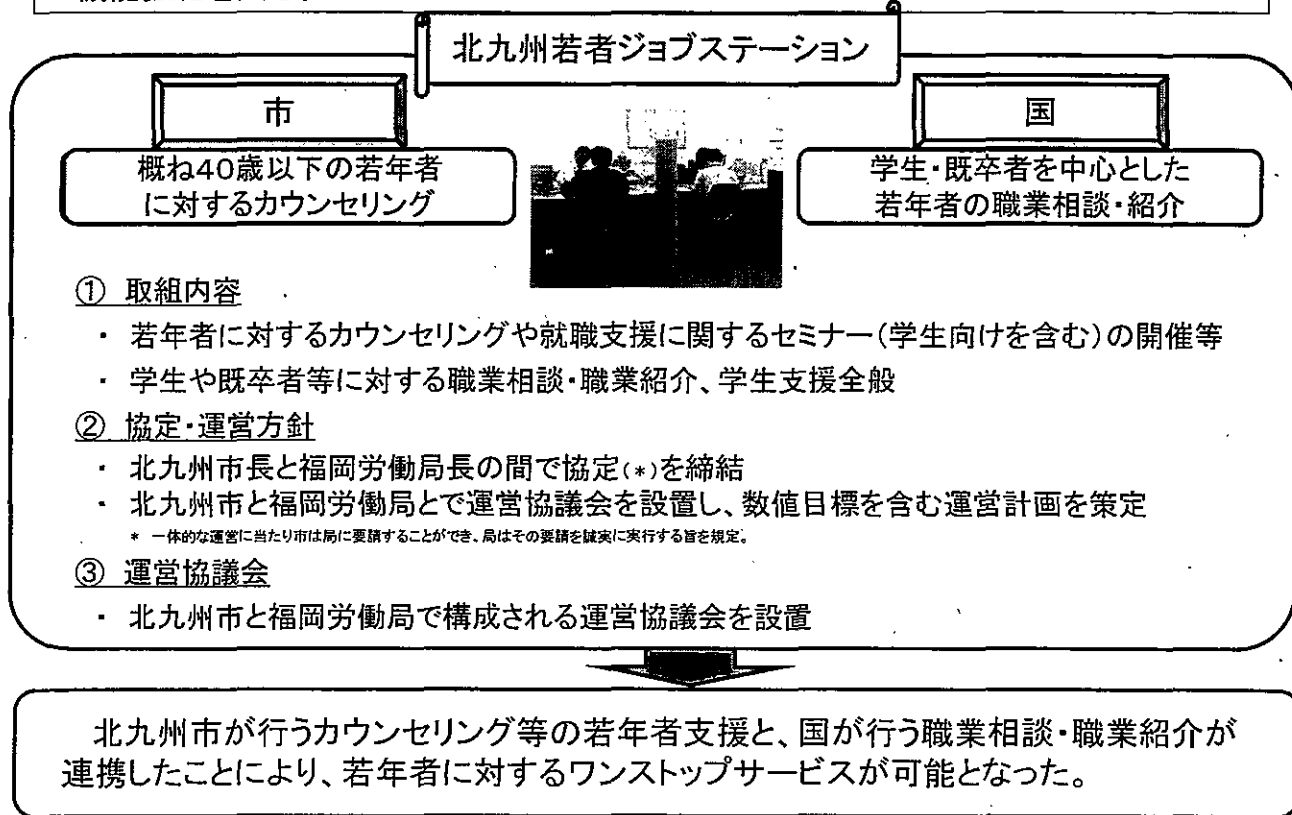 北九州若者ジョブステーション
市
概ね40歳以下の若年者
に対するカウンセリング
国
学生・既卒者を中心とした
若年者の職業相談・紹介
① 取組内容
・ 若年者に対するカウンセリングや就職支援に関するセミナー(学生向けを含む)の開催等
・ 学生や既卒者等に対する職業相談・職業紹介、学生支援全般
② 協定・運営方針
・ 北九州市長と福岡労働局長の間で協定(*)を締結
・ 北九州市と福岡労働局とで運営協議会を設置し、数値目標を含む運営計画を策定
* 一体的な運営に当たり市は局に要請することができ、局はその要請を誠実に実行する旨を規定。
③ 運営協議会
・ 北九州市と福岡労働局で構成される運営協議会を設置
北九州市が行うカウンセリング等の若年者支援と、国が行う職業相談・職業紹介が
連携したことにより、若年者に対するワンストップサービスが可能となった。